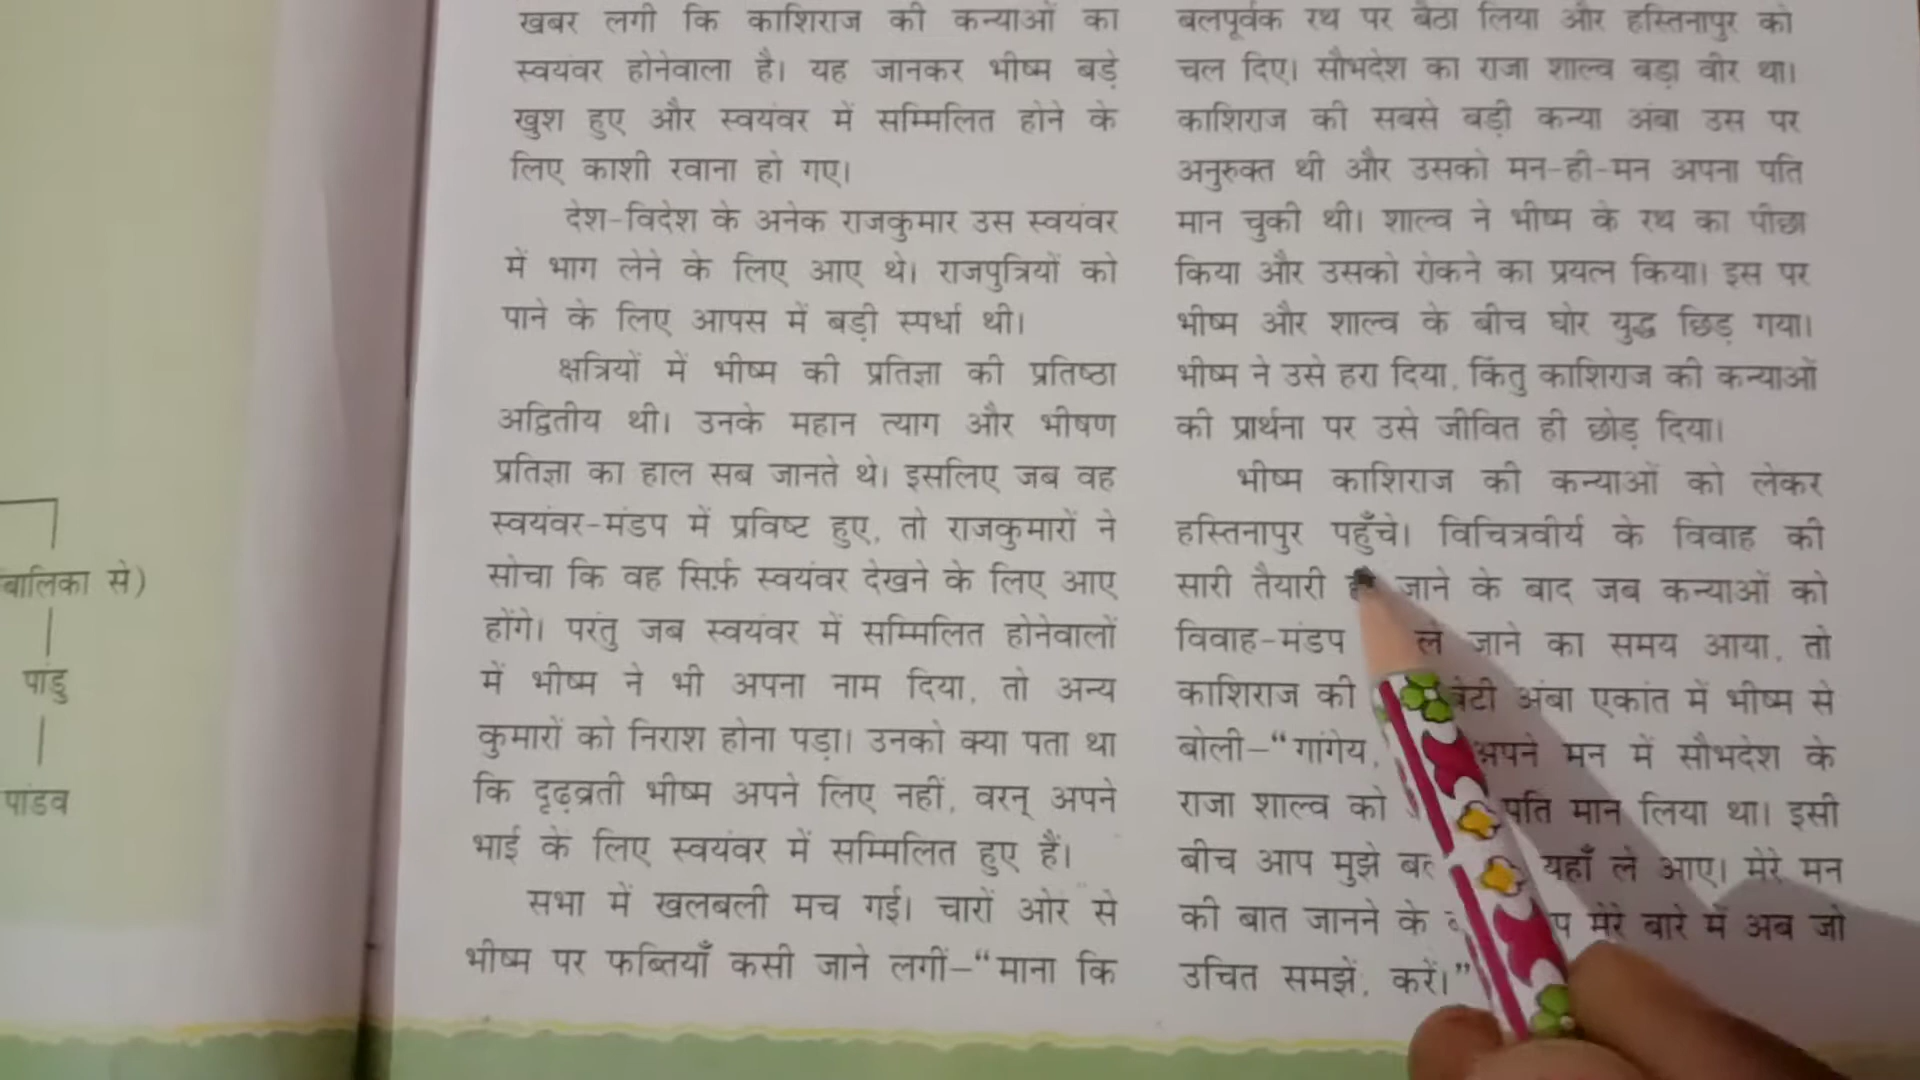 बालिका से)
पांडु
पांडव
खबर लगी कि काशिराज की कन्याओं का
स्वयंवर होनेवाला है। यह जानकर भीष्म बड़े
खुश हुए और स्वयंवर में सम्मिलित होने के
लिए काशी रवाना हो गए।
देश-विदेश के अनेक राजकुमार उस स्वयंवर
में भाग लेने के लिए आए थे। राजपुत्रियों को
पाने के लिए आपस में बड़ी स्पर्धा थी।
क्षत्रियों में भीष्म की प्रतिज्ञा की प्रतिष्ठा
अद्वितीय थी। उनके महान त्याग और भीषण
प्रतिज्ञा का हाल सब जानते थे। इसलिए जब वह
स्वयंवर-मंडप में प्रविष्ट हुए, तो राजकुमारों ने
सोचा कि वह सिर्फ़ स्वयंवर देखने के लिए आए
होंगे। परंतु जब स्वयंवर में सम्मिलित होनेवालों
में भीष्म ने भी अपना नाम दिया, तो अन्य
कुमारों को निराश होना पड़ा। उनको क्या पता था
कि दृढ़व्रती भीष्म अपने लिए नहीं, वरन् अपने
भाई के लिए स्वयंवर में सम्मिलित हुए हैं।
सभा में खलबली मच गई। चारों ओर से
भीष्म पर फब्तियाँ कसी जाने लगीं–“माना कि
बलपूर्वक रथ पर बैठा लिया और हस्तिनापुर को
चल दिए। सौभदेश का राजा शाल्व बड़ा वीर था।
काशिराज की सबसे बड़ी कन्या अंबा उस पर
अनुरुक्त थी और उसको मन-ही-मन अपना पति
मान चुकी थी। शाल्व ने भीष्म के रथ का पीछा
किया और उसको रोकने का प्रयत्न किया। इस पर
भीष्म और शाल्व के बीच घोर युद्ध छिड़ गया।
भीष्म ने उसे हरा दिया, किंतु काशिराज की कन्याओं
की प्रार्थना पर उसे जीवित ही छोड़ दिया।
भीष्म काशिराज की कन्याओं को लेकर
हस्तिनापुर पहुँचे। विचित्रवीर्य के विवाह की
सारी तैयारी जाने के बाद जब कन्याओं को
विवाह-मंडप ले जाने का समय आया, तो
काशिराज की बेटी अंबा एकांत में भीष्म से
बोली–“गांगेय, अपने मन में सौभदेश के
राजा शाल्व को पति मान लिया था। इसी
बीच आप मुझे यहाँ ले आए। मेरे मन
की बात जानने के मेरे बारे में अब जो
उचित समझें, करें।”